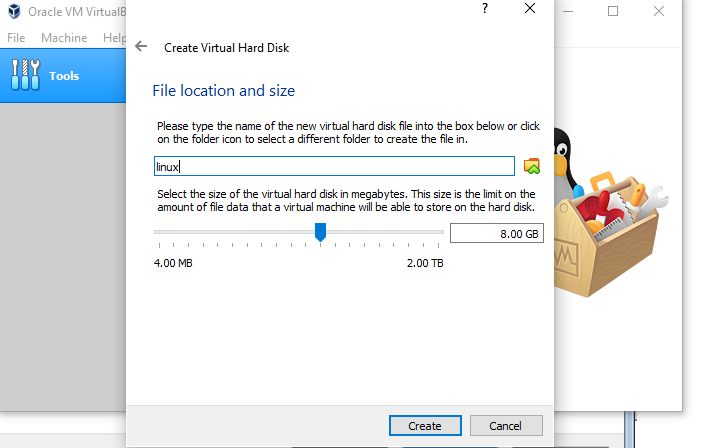 Oracle VM VirtualB
?
File Machine Help
Create Virtual Hard Disk
Tools
File location and size
Please type the name of the new virtual hard disk file into the box below or click
on the folder icon to select a different folder to create the file in.
linux
Select the size of the virtual hard disk in megabytes. This size is the limit on the
amount of file data that a virtual machine will be able to store on the hard disk.
8.00 GB
4.00 MB 2.00 TB
Create Cancel